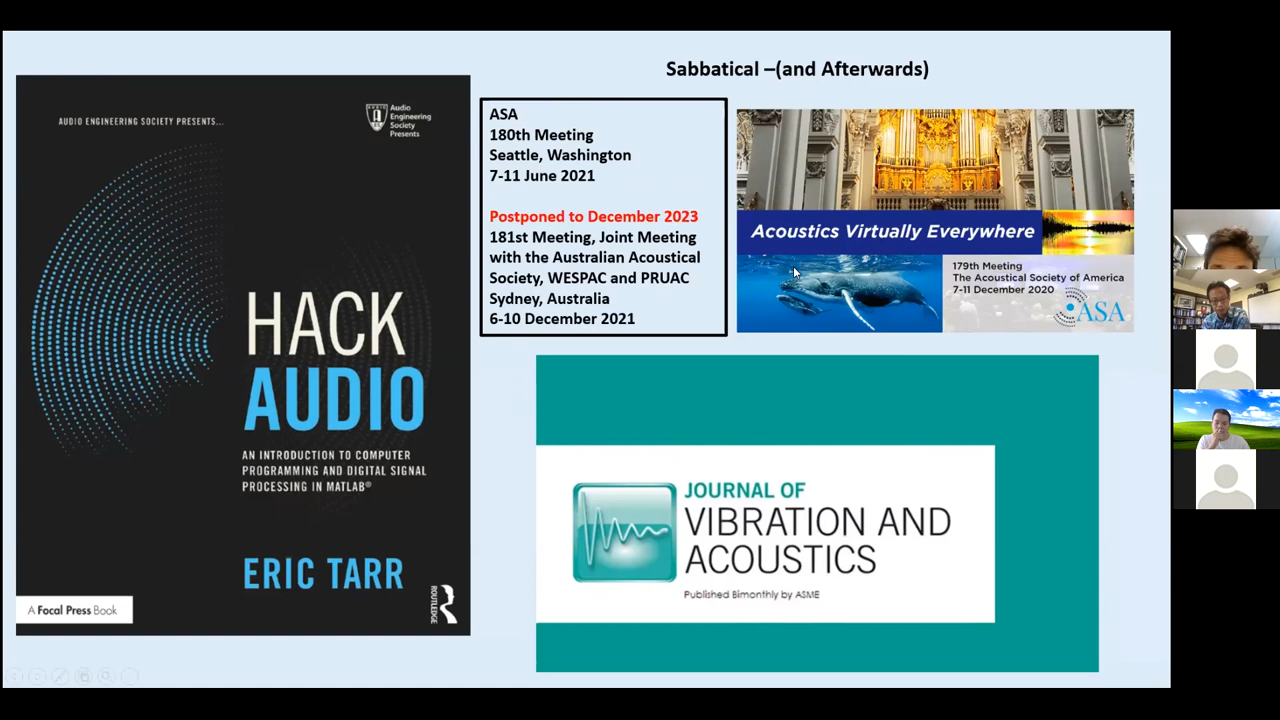 Sabbatical –(and Afterwards)
AUDIO ENGINEERING SOCIETY PRESENTS...
Audio
Engineering
Society
Presents
HACK
AUDIO
AN INTRODUCTION TO COMPUTER
PROGRAMMING AND DIGITAL SIGNAL
PROCESSING IN MATLAB®
ERIC TARR
A Focal Press Book
ROUTLEDGE
ASA
180th Meeting
Seattle, Washington
7-11 June 2021
Postponed to December 2023
181st Meeting, Joint Meeting
with the Australian Acoustical
Society, WESPAC and PRUAC
Sydney, Australia
6-10 December 2021
Acoustics Virtually Everywhere
179th Meeting
The Acoustical Society of America
7-11 December 2020
ASA
JOURNAL OF
VIBRATION AND
ACOUSTICS
Published Bimonthly by ASME